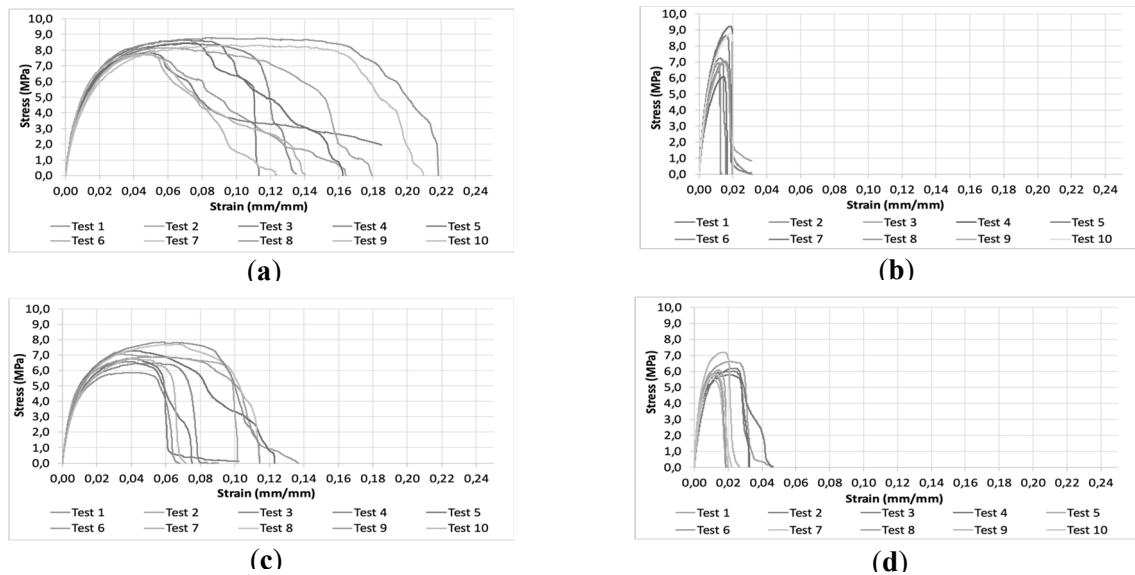 10,0
9,0
8,0
7,0
6,0
5,0
4,0
3,0
2,0
1,0
0,0
Stress (MPa)
0,00 0,02 0,04 0,06 0,08 0,10 0,12 0,14 0,16 0,18 0,20 0,22 0,24
Strain (mm/mm)
Test 1 Test 2 Test 3 Test 4 Test 5
Test 6 Test 7 Test 8 Test 9 Test 10
(a)
10,0
9,0
8,0
7,0
6,0
5,0
4,0
3,0
2,0
1,0
0,0
Stress (MPa)
0,00 0,02 0,04 0,06 0,08 0,10 0,12 0,14 0,16 0,18 0,20 0,22 0,24
Strain (mm/mm)
Test 1 Test 2 Test 3 Test 4 Test 5
Test 6 Test 7 Test 8 Test 9 Test 10
(b)
10,0
9,0
8,0
7,0
6,0
5,0
4,0
3,0
2,0
1,0
0,0
Stress (MPa)
0,00 0,02 0,04 0,06 0,08 0,10 0,12 0,14 0,16 0,18 0,20 0,22 0,24
Strain (mm/mm)
Test 1 Test 2 Test 3 Test 4 Test 5
Test 6 Test 7 Test 8 Test 9 Test 10
(c)
10,0
9,0
8,0
7,0
6,0
5,0
4,0
3,0
2,0
1,0
0,0
Stress (MPa)
0,00 0,02 0,04 0,06 0,08 0,10 0,12 0,14 0,16 0,18 0,20 0,22 0,24
Strain (mm/mm)
Test 1 Test 2 Test 3 Test 4 Test 5
Test 6 Test 7 Test 8 Test 9 Test 10
(d)